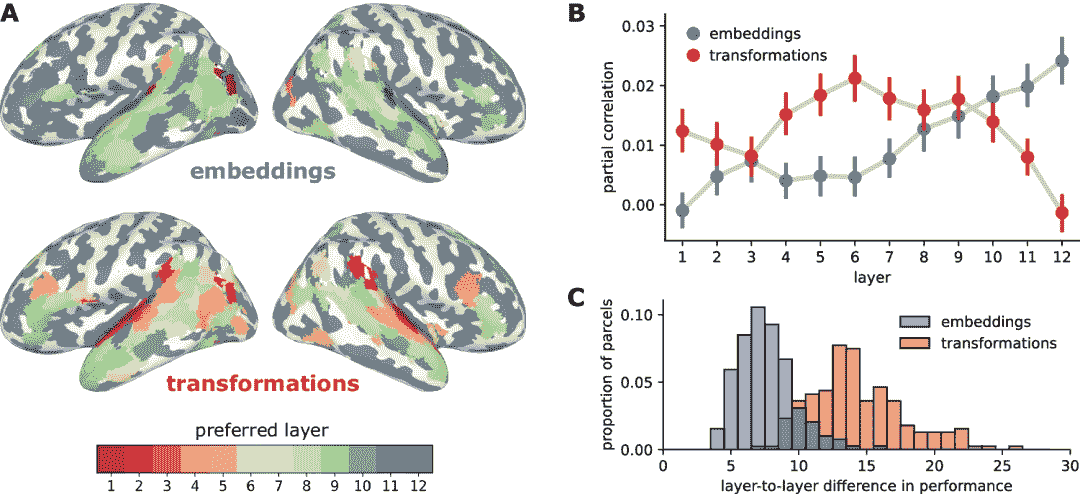 A
embeddings
transformations
preferred layer
1 2 3 4 5 6 7 8 9 10 11 12
B
embeddings
transformations
partial correlation
0.03
0.02
0.01
0.00
1 2 3 4 5 6 7 8 9 10 11 12
layer
C
embeddings
transformations
proportion of parcels
0.10
0.05
0.00
0 5 10 15 20 25 30
layer-to-layer difference in performance